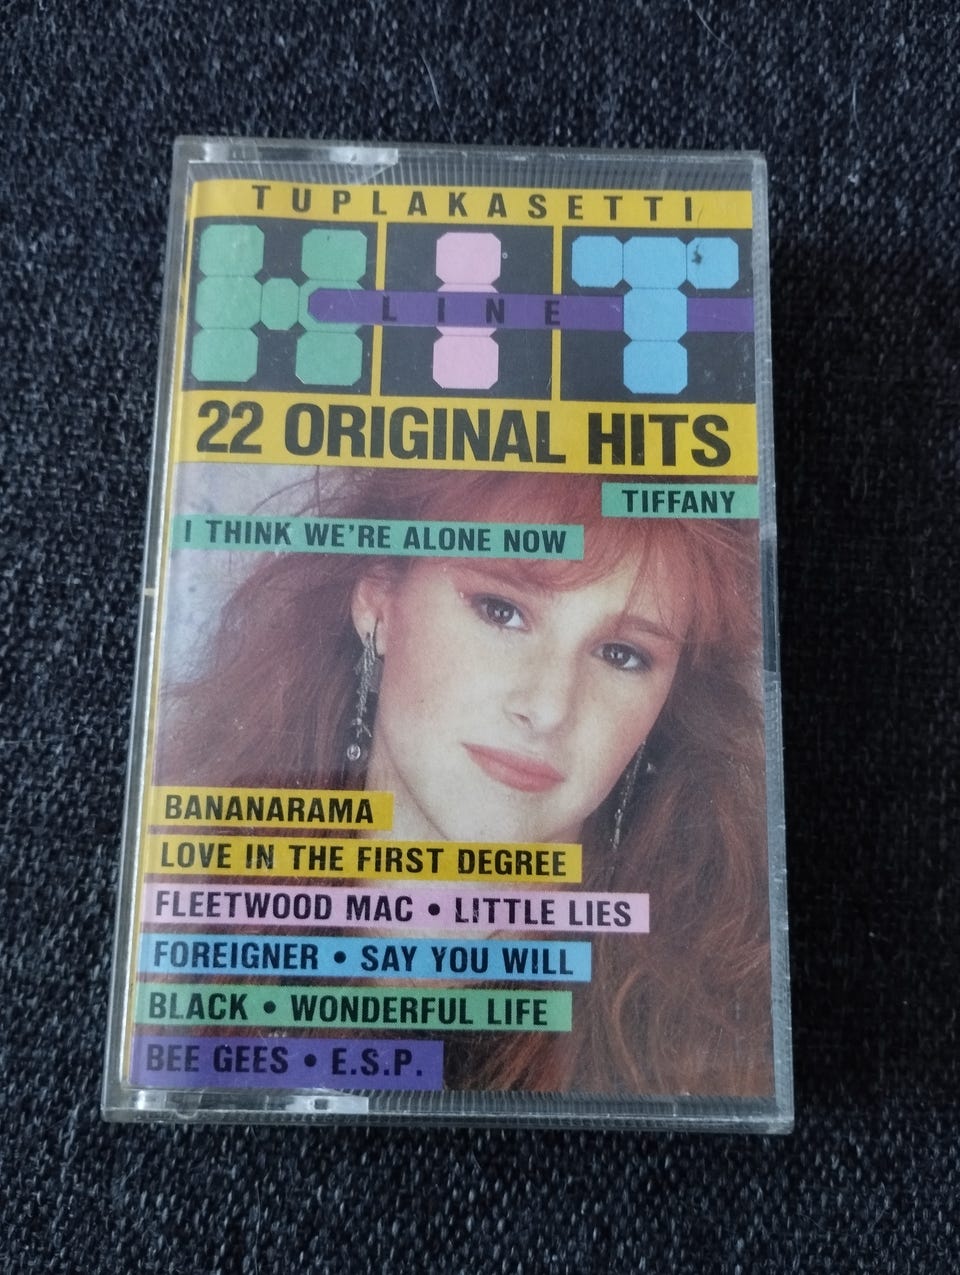 TUPLAKASETTI
HIT
LINE
22 ORIGINAL HITS
TIFFANY
I THINK WE'RE ALONE NOW
BANANARAMA
LOVE IN THE FIRST DEGREE
FLEETWOOD MAC • LITTLE LIES
FOREIGNER • SAY YOU WILL
BLACK • WONDERFUL LIFE
BEE GEES • E.S.P.